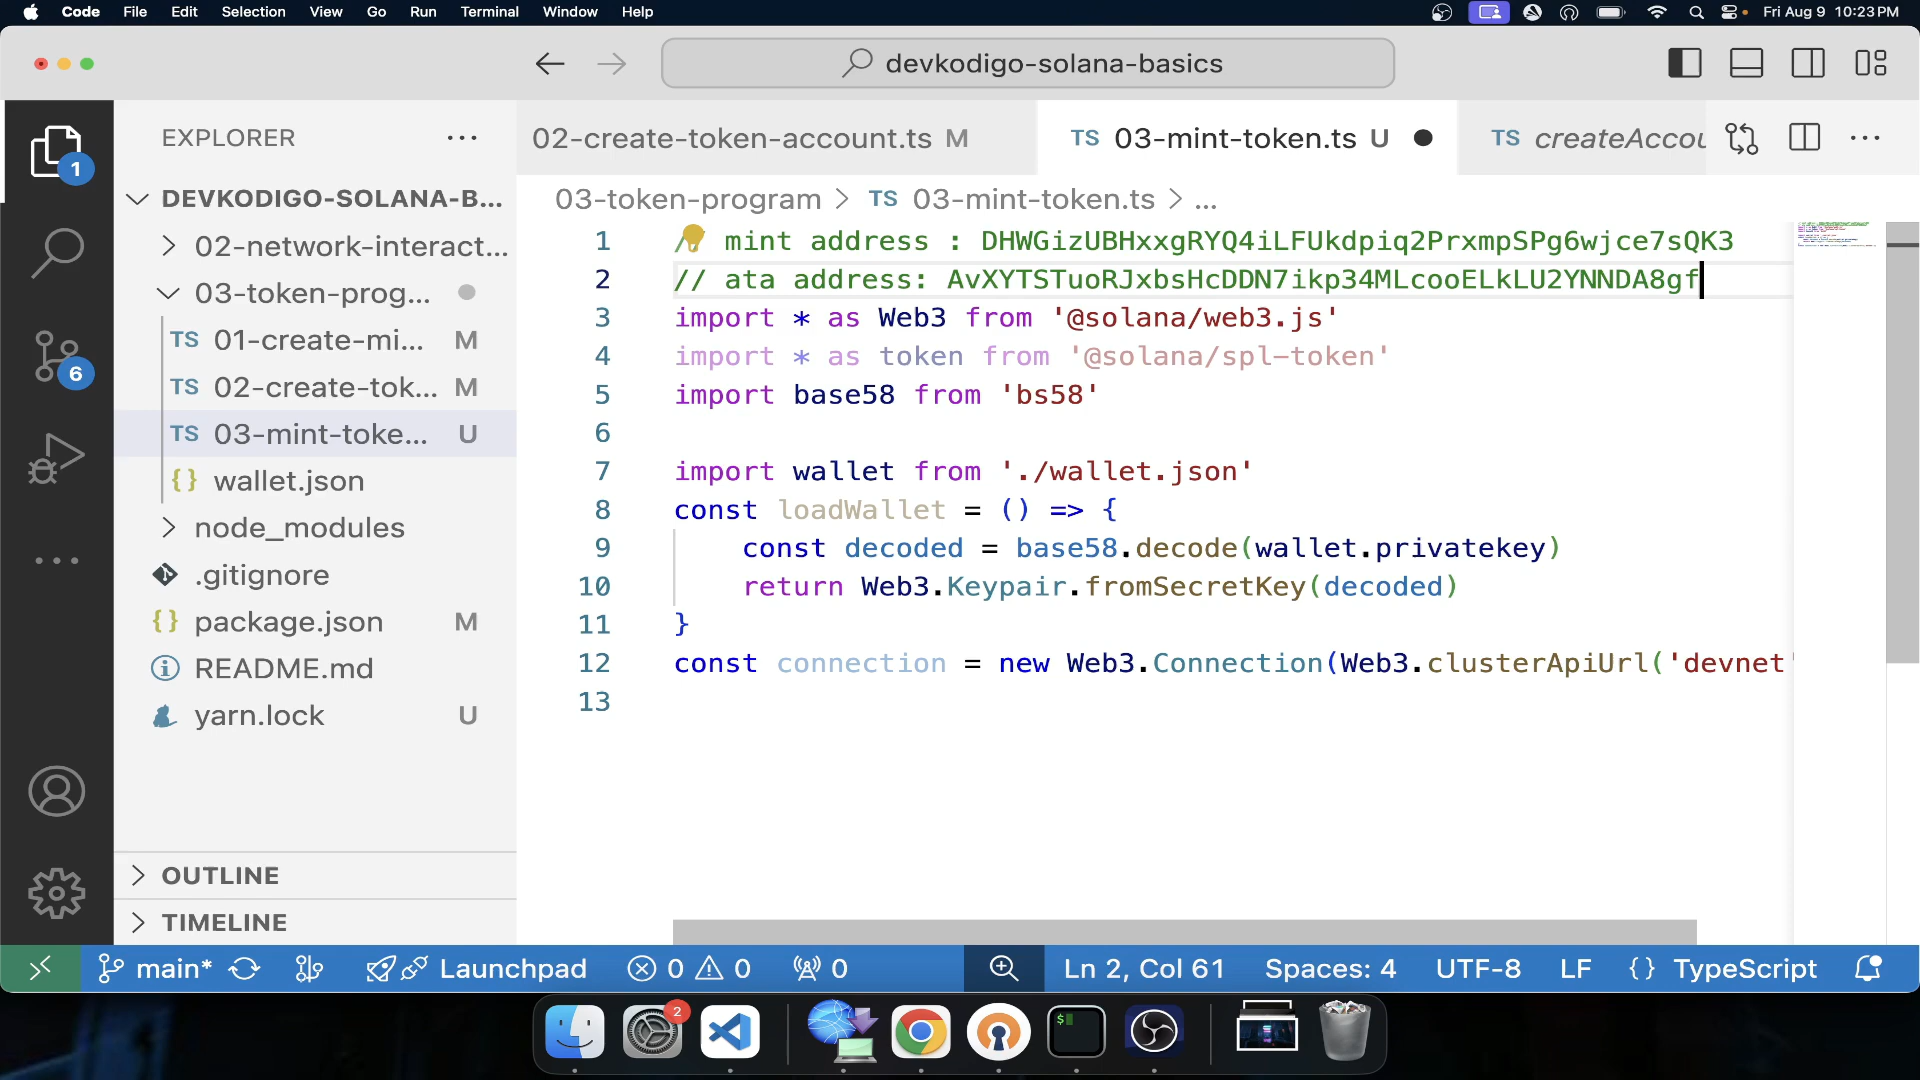 Code File Edit Selection View Go Run Terminal Window Help Fri Aug 9 10:23 PM
devkodigo-solana-basics
EXPLORER
02-create-token-account.ts M
TS 03-mint-token.ts U
TS createAccou
1
DEVKODIGO-SOLANA-B...
03-token-program > TS 03-mint-token.ts > ...
02-network-interact...
03-token-prog...
TS 01-create-mi... M
TS 02-create-tok... M
TS 03-mint-toke... U
{} wallet.json
node_modules
.gitignore
{} package.json M
README.md
yarn.lock U
6
OUTLINE
TIMELINE
1 / mint address : DHWGizUBHxxgRYQ4iLFUkdpiq2PrxmpSPg6wjce7sQK3
2 // ata address: AvXYTSTuoRJxbsHcDDN7ikp34MLcooELkLU2YNNDA8gf
3 import * as Web3 from '@solana/web3.js'
4 import * as token from '@solana/spl-token'
5 import base58 from 'bs58'
6
7 import wallet from './wallet.json'
8 const loadWallet = () => {
9 const decoded = base58.decode(wallet.privatekey)
10 return Web3.Keypair.fromSecretKey(decoded)
11 }
12 const connection = new Web3.Connection(Web3.clusterApiUrl('devnet'
13
main* Launchpad 0 0 0 Ln 2, Col 61 Spaces: 4 UTF-8 LF {} TypeScript
2
$